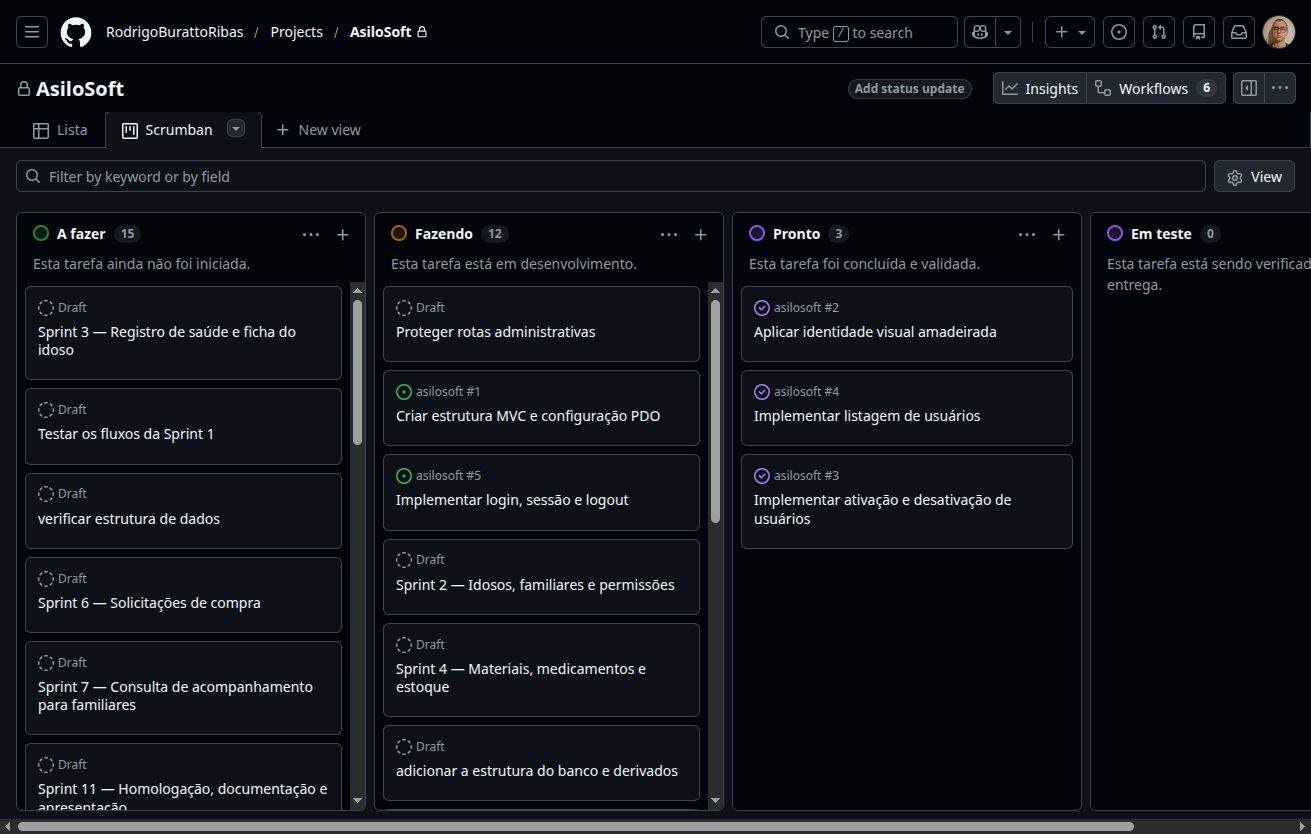 RodrigoBurattoRibas / Projects / AsiloSoft
Type / to search
AsiloSoft
Add status update
Insights
Workflows 6
Lista
Scrumban
New view
Filter by keyword or by field
View
A fazer 15
Esta tarefa ainda não foi iniciada.
Draft
Sprint 3 — Registro de saúde e ficha do
idoso
Draft
Testar os fluxos da Sprint 1
Draft
verificar estrutura de dados
Draft
Sprint 6 — Solicitações de compra
Draft
Sprint 7 — Consulta de acompanhamento
para familiares
Draft
Sprint 11 — Homologação, documentação e
apresentação
Fazendo 12
Esta tarefa está em desenvolvimento.
Draft
Proteger rotas administrativas
asilosoft #1
Criar estrutura MVC e configuração PDO
asilosoft #5
Implementar login, sessão e logout
Draft
Sprint 2 — Idosos, familiares e permissões
Draft
Sprint 4 — Materiais, medicamentos e
estoque
Draft
adicionar a estrutura do banco e derivados
Pronto 3
Esta tarefa foi concluída e validada.
asilosoft #2
Aplicar identidade visual amadeirada
asilosoft #4
Implementar listagem de usuários
asilosoft #3
Implementar ativação e desativação de
usuários
Em teste 0
Esta tarefa está sendo verificad
entrega.